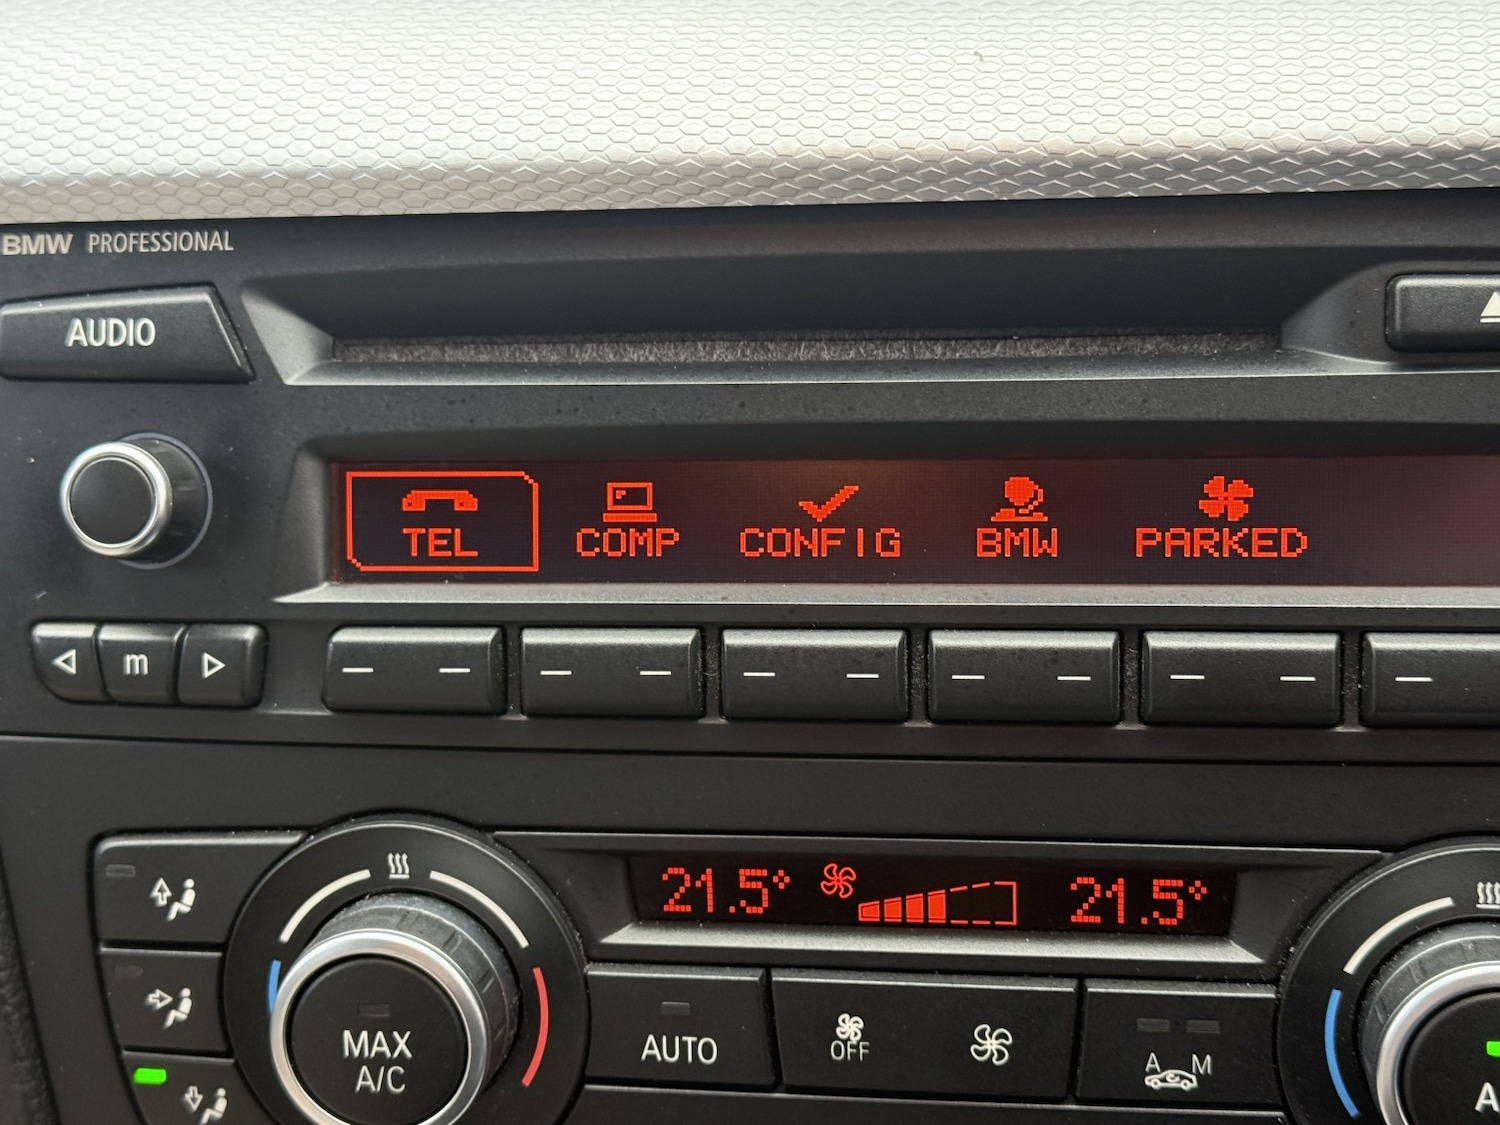 BMW PROFESSIONAL
AUDIO
TEL COMP CONFIG BMW PARKED
m
21.5° 21.5°
MAX
A/C
AUTO
OFF
A M